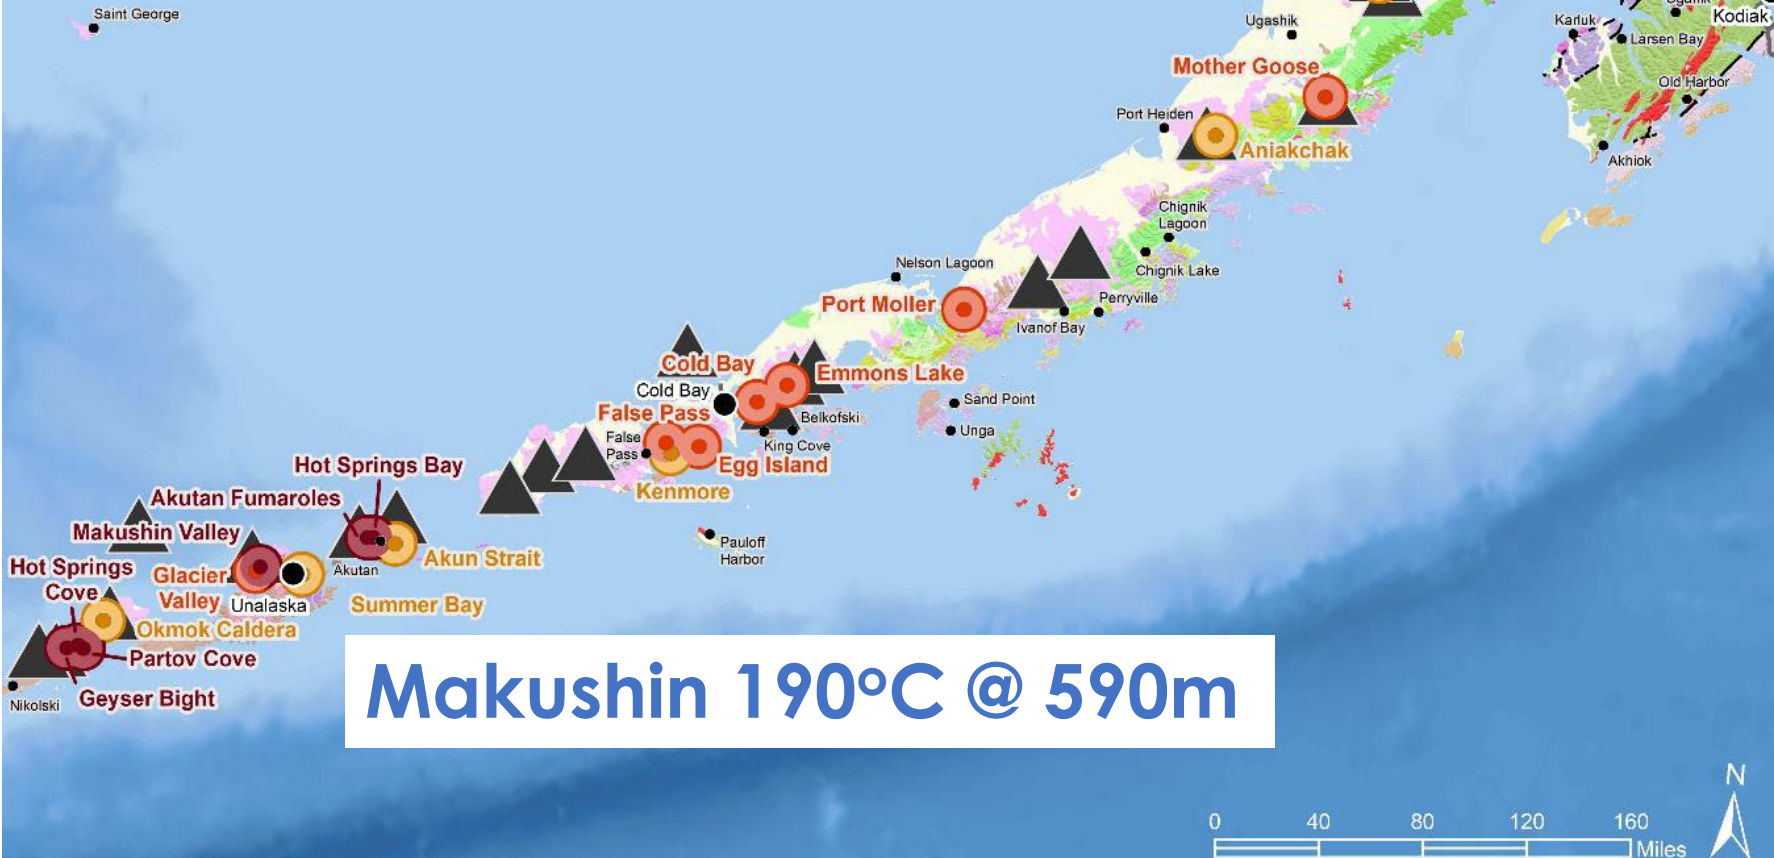 Saint George
Ugashik
Karluk
Kodiak
Larsen Bay
Mother Goose
Old Harbor
Port Heiden
Aniakchak
Akhiok
Chignik
Lagoon
Nelson Lagoon
Chignik Lake
Port Moller
Perryville
Ivanof Bay
Cold Bay
Emmons Lake
Cold Bay
Sand Point
False Pass
Belkofski
Unga
False
Pass
King Cove
Hot Springs Bay
Egg Island
Kenmore
Akutan Fumaroles
Makushin Valley
Pauloff
Harbor
Akun Strait
Hot Springs
Cove
Akutan
Glacier
Valley
Unalaska
Summer Bay
Okmok Caldera
Partov Cove
Geyser Bight
Nikolski
Makushin 190°C @ 590m
N
0 40 80 120 160
Miles